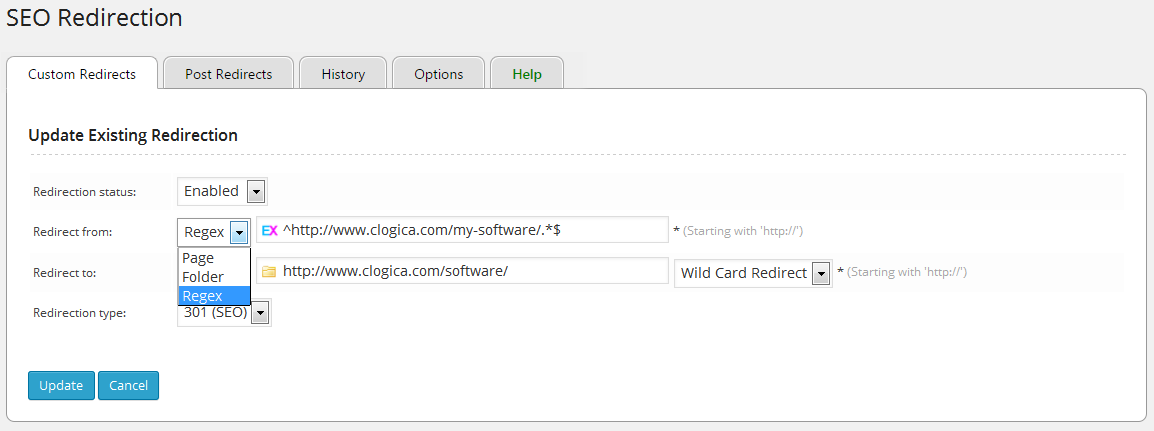 SEO Redirection
Custom Redirects Post Redirects History Options Help
Update Existing Redirection
Redirection status: Enabled
Redirect from: Regex EX ^http://www.clogica.com/my-software/.*$ * (Starting with 'http://')
Page
Folder
Regex
Redirect to: http://www.clogica.com/software/ Wild Card Redirect * (Starting with 'http://')
Redirection type: 301 (SEO)
Update Cancel